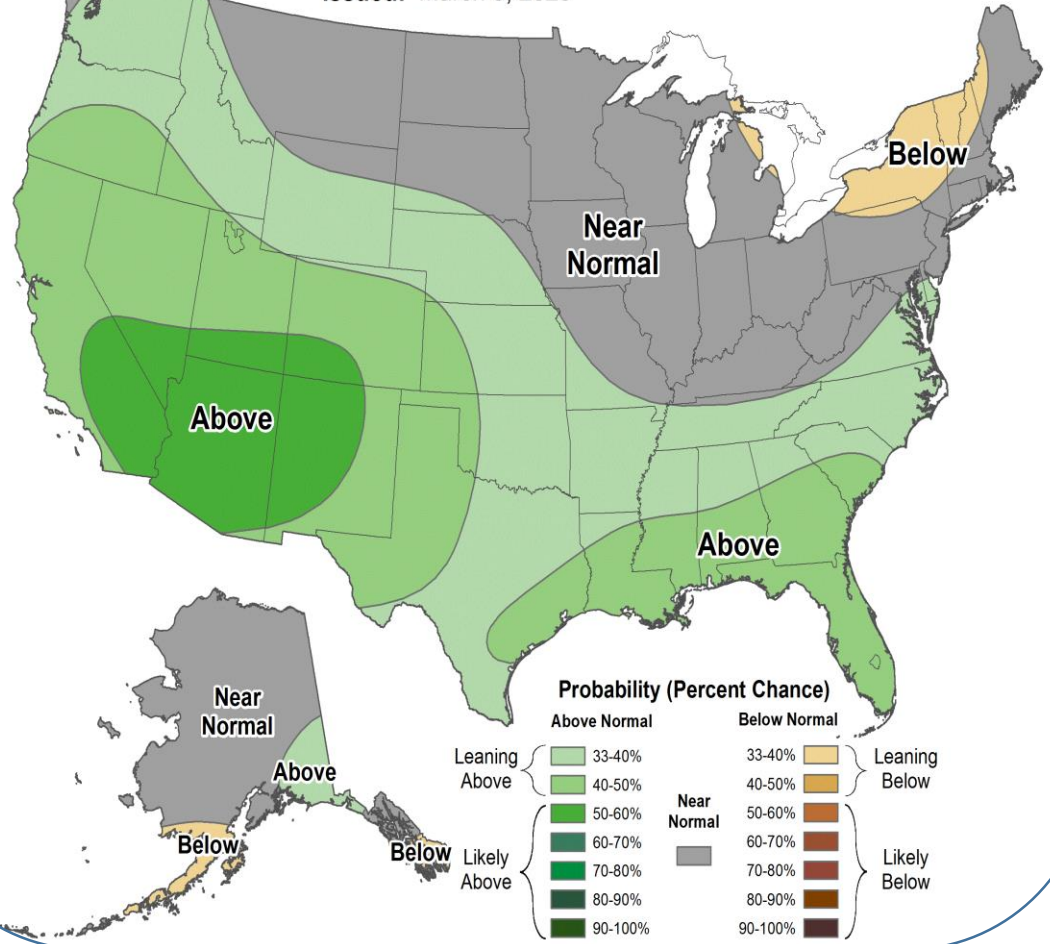 Below
Near
Normal
Above
Above
Near
Normal
Above
Below
Below
Probability (Percent Chance)
Above Normal
Below Normal
Leaning
Above
33-40%
40-50%
50-60%
60-70%
70-80%
80-90%
90-100%
Likely
Above
Near
Normal
33-40%
40-50%
50-60%
60-70%
70-80%
80-90%
90-100%
Leaning
Below
Likely
Below